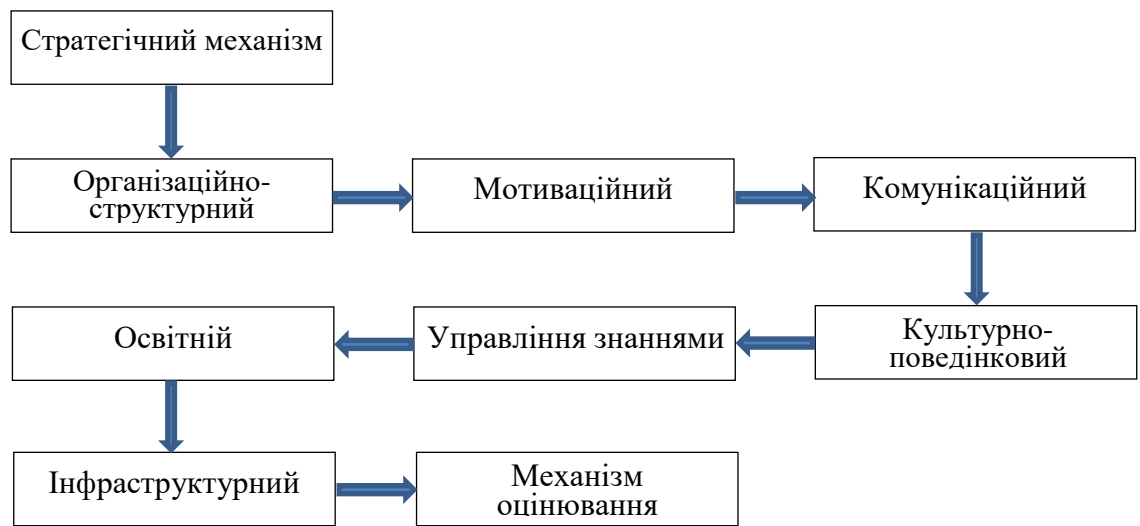 Стратегічний механізм
Організаційно-
структурний
Мотиваційний
Комунікаційний
Культурно-
поведінковий
Управління знаннями
Освітній
Інфраструктурний
Механізм
оцінювання